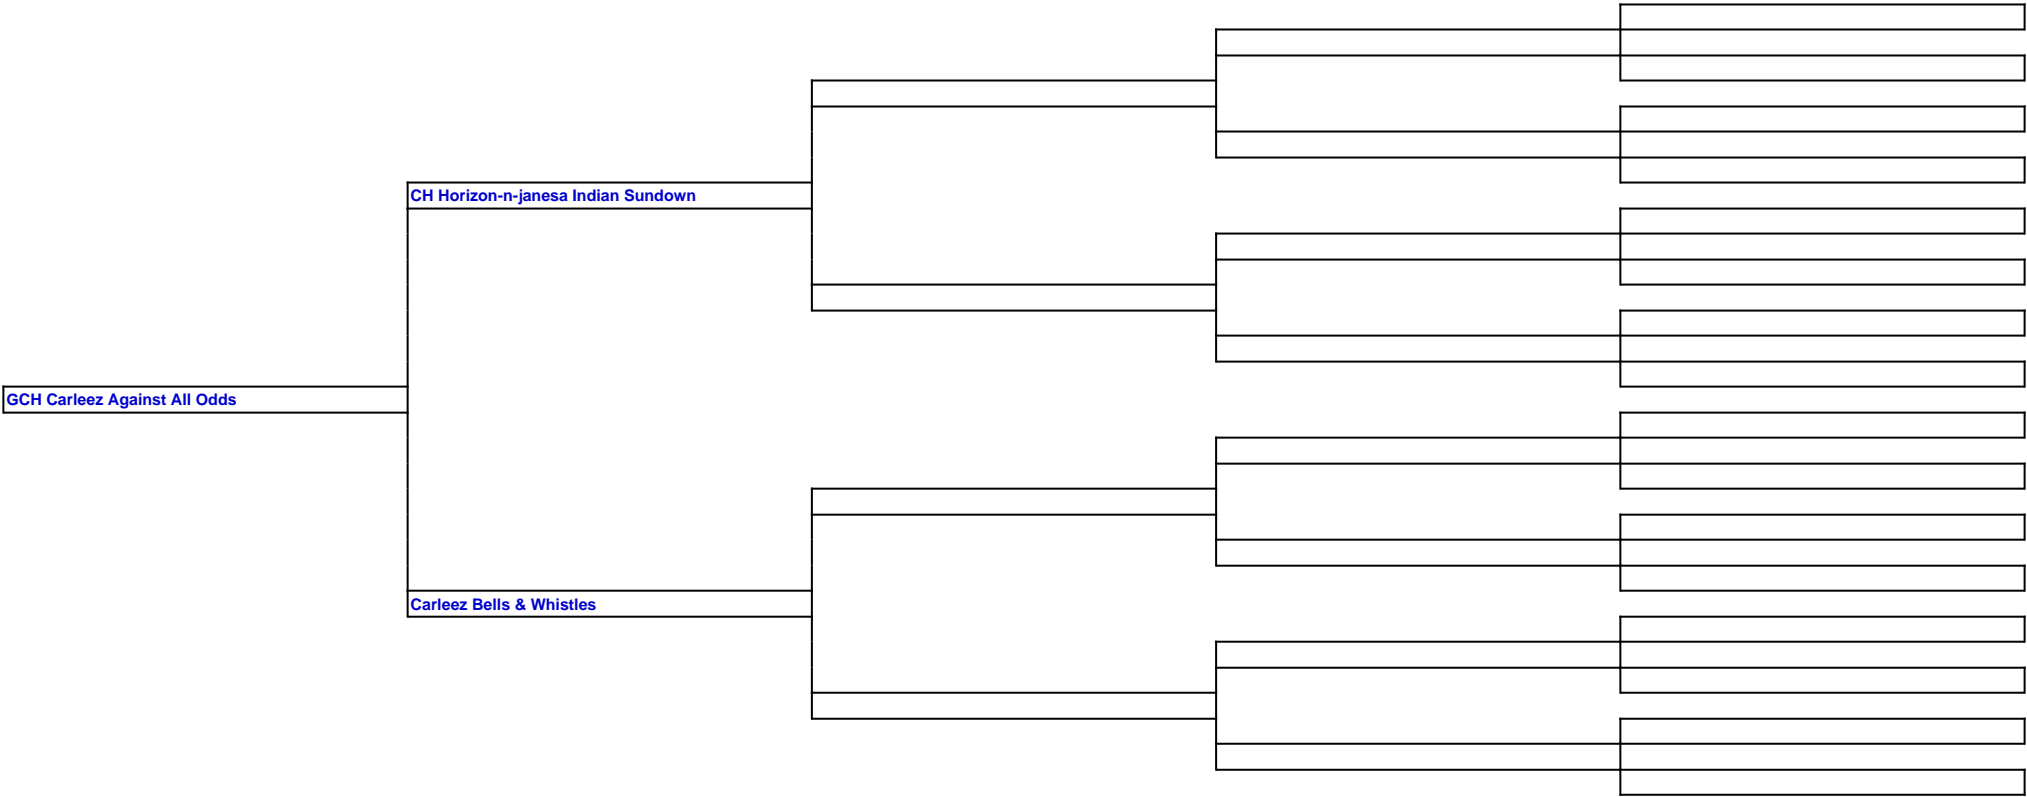 CH Horizon-n-janesa Indian Sundown
GCH Carleez Against All Odds
Carleez Bells & Whistles